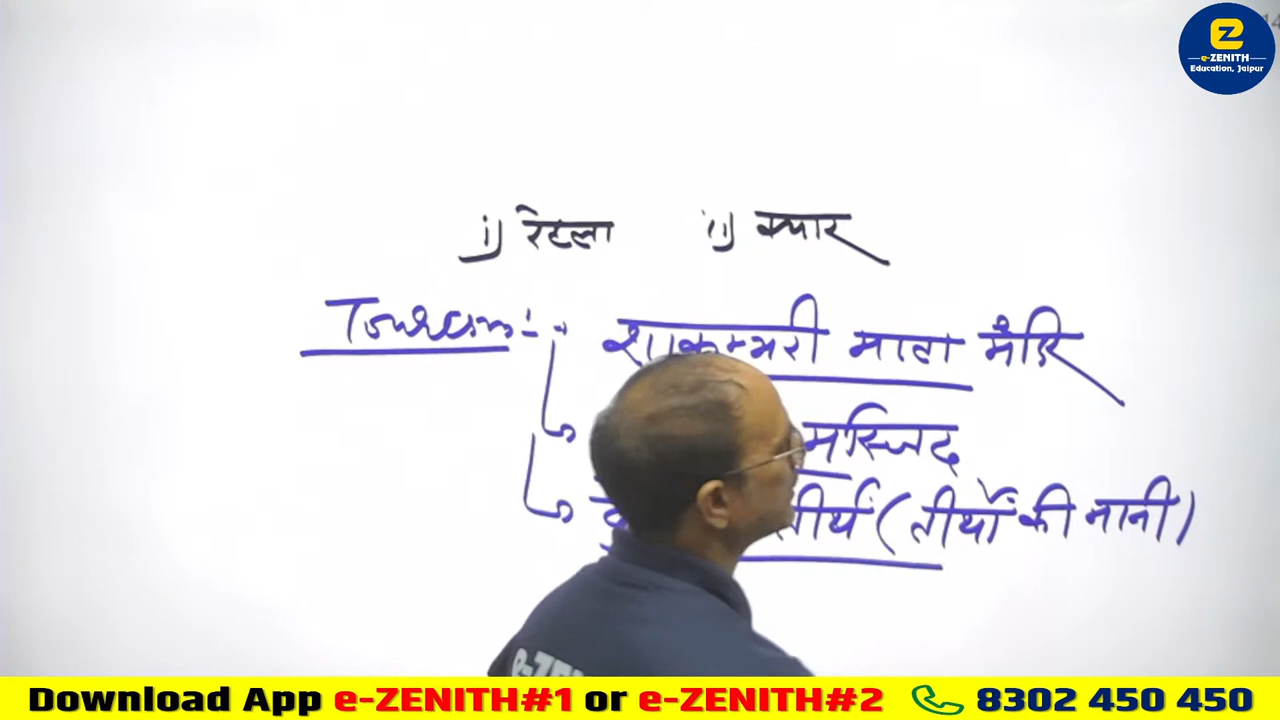 e-ZENITH
Education, Jaipur
i) रेटला ii) क्यार
Tourism :- शाकम्भरी माता मंदिर
मस्जिद
तीर्थ (तीर्थों की नानी)
e-ZE
Download App e-ZENITH#1 or e-ZENITH#2 8302 450 450